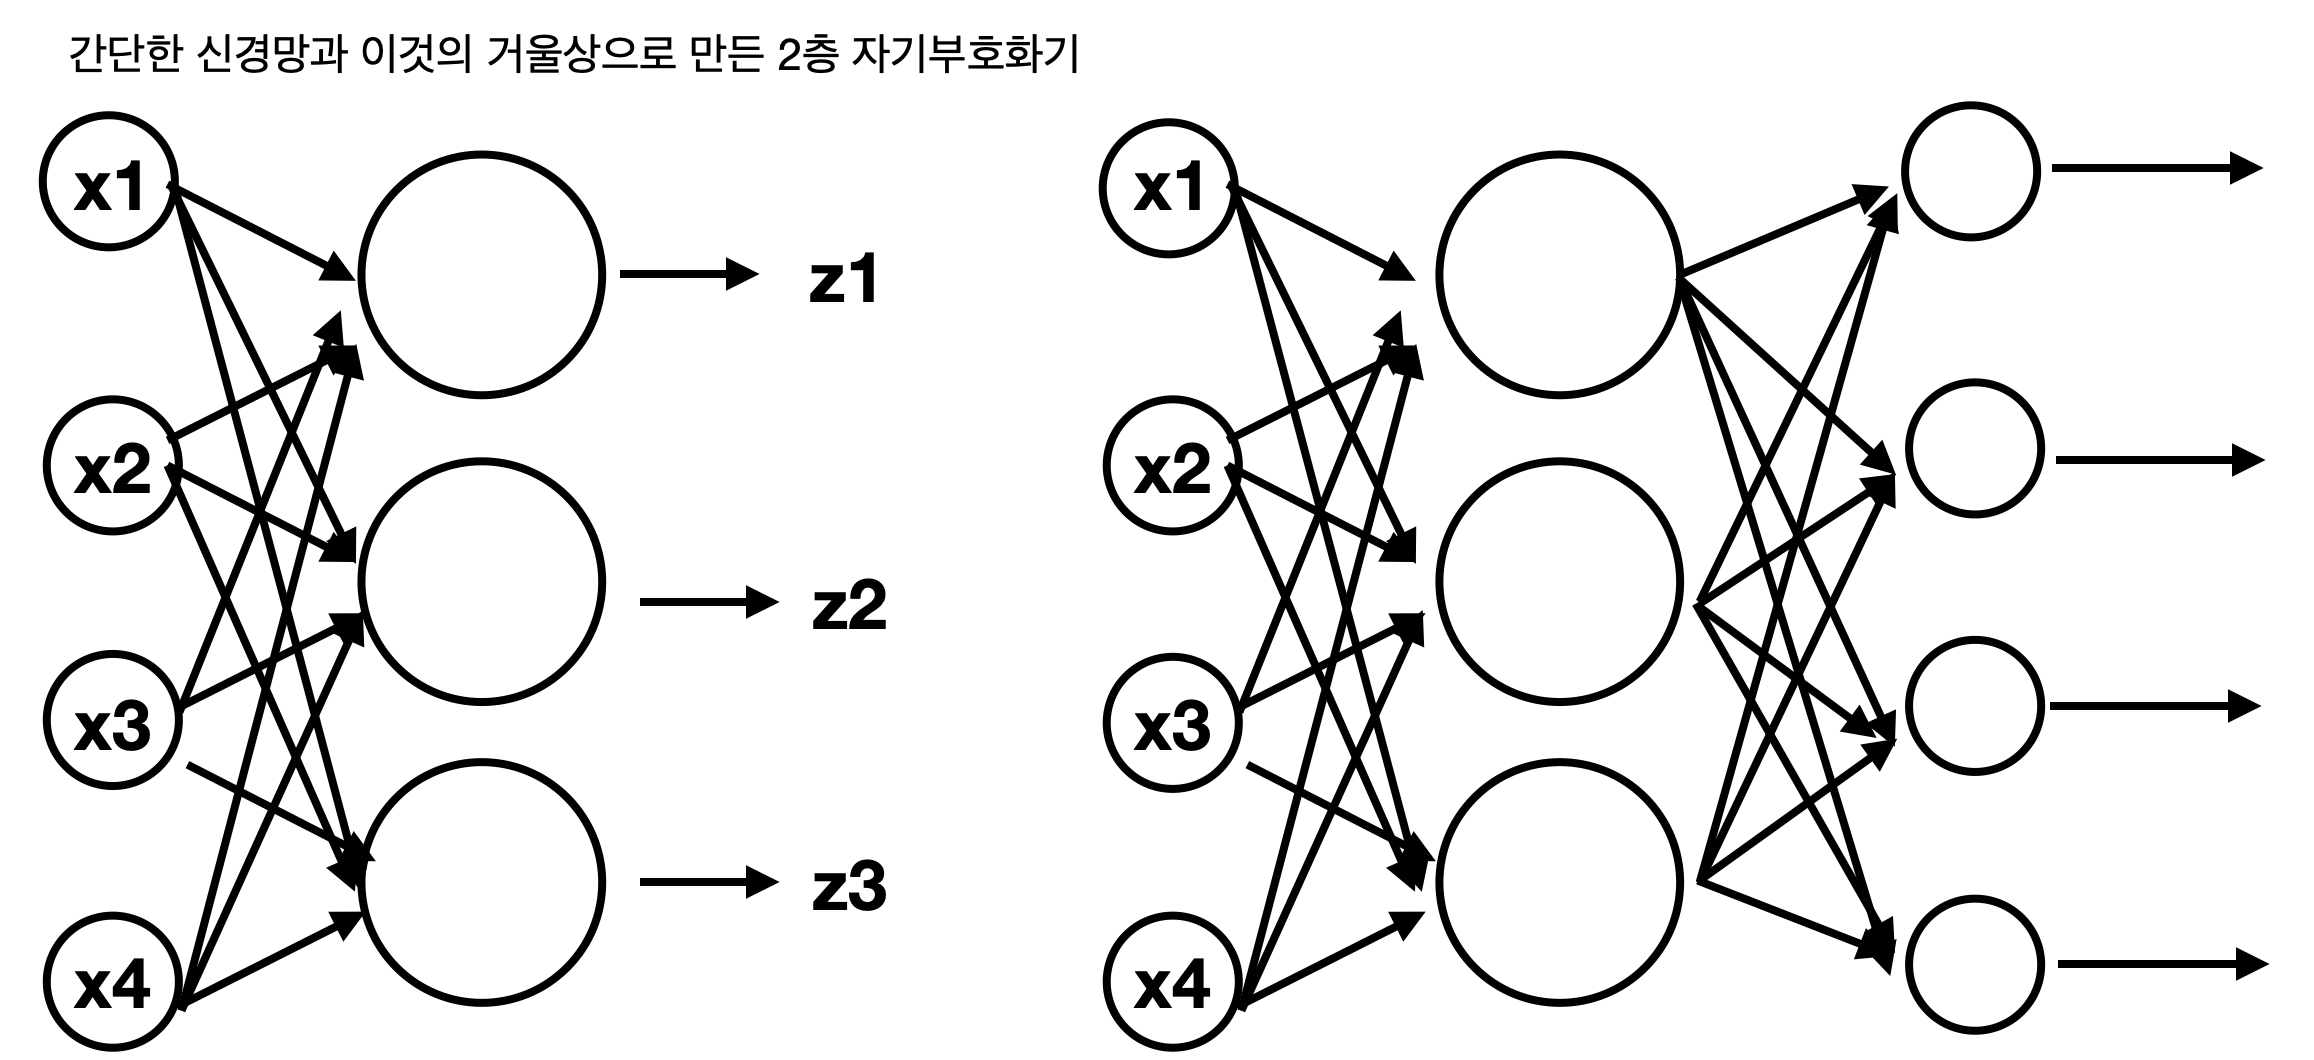 간단한 신경망과 이것의 거울상으로 만든 2층 자기부호화기
x1
x2
x3
x4
z1
z2
z3
x1
x2
x3
x4